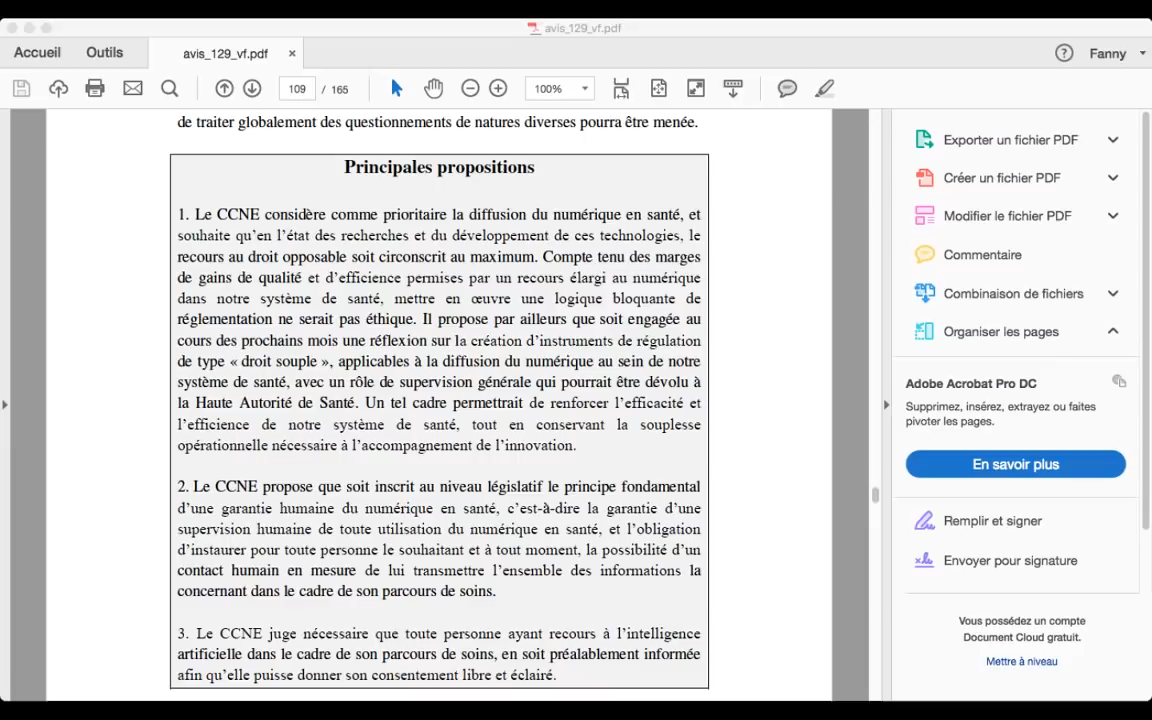 avis_129_vf.pdf
Accueil Outils avis_129_vf.pdf × ? Fanny
109 / 165 100%
de traiter globalement des questionnements de natures diverses pourra être menée.
Principales propositions
1. Le CCNE considère comme prioritaire la diffusion du numérique en santé, et
souhaite qu’en l’état des recherches et du développement de ces technologies, le
recours au droit opposable soit circonscrit au maximum. Compte tenu des marges
de gains de qualité et d’efficience permises par un recours élargi au numérique
dans notre système de santé, mettre en œuvre une logique bloquante de
réglementation ne serait pas éthique. Il propose par ailleurs que soit engagée au
cours des prochains mois une réflexion sur la création d’instruments de régulation
de type « droit souple », applicables à la diffusion du numérique au sein de notre
système de santé, avec un rôle de supervision générale qui pourrait être dévolu à
la Haute Autorité de Santé. Un tel cadre permettrait de renforcer l’efficacité et
l’efficience de notre système de santé, tout en conservant la souplesse
opérationnelle nécessaire à l’accompagnement de l’innovation.
2. Le CCNE propose que soit inscrit au niveau législatif le principe fondamental
d’une garantie humaine du numérique en santé, c’est-à-dire la garantie d’une
supervision humaine de toute utilisation du numérique en santé, et l’obligation
d’instaurer pour toute personne le souhaitant et à tout moment, la possibilité d’un
contact humain en mesure de lui transmettre l’ensemble des informations la
concernant dans le cadre de son parcours de soins.
3. Le CCNE juge nécessaire que toute personne ayant recours à l’intelligence
artificielle dans le cadre de son parcours de soins, en soit préalablement informée
afin qu’elle puisse donner son consentement libre et éclairé.
Exporter un fichier PDF
Créer un fichier PDF
Modifier le fichier PDF
Commentaire
Combinaison de fichiers
Organiser les pages
Adobe Acrobat Pro DC
Supprimez, insérez, extrayez ou faites
pivoter les pages.
En savoir plus
Remplir et signer
Envoyer pour signature
Vous possédez un compte
Document Cloud gratuit.
Mettre à niveau